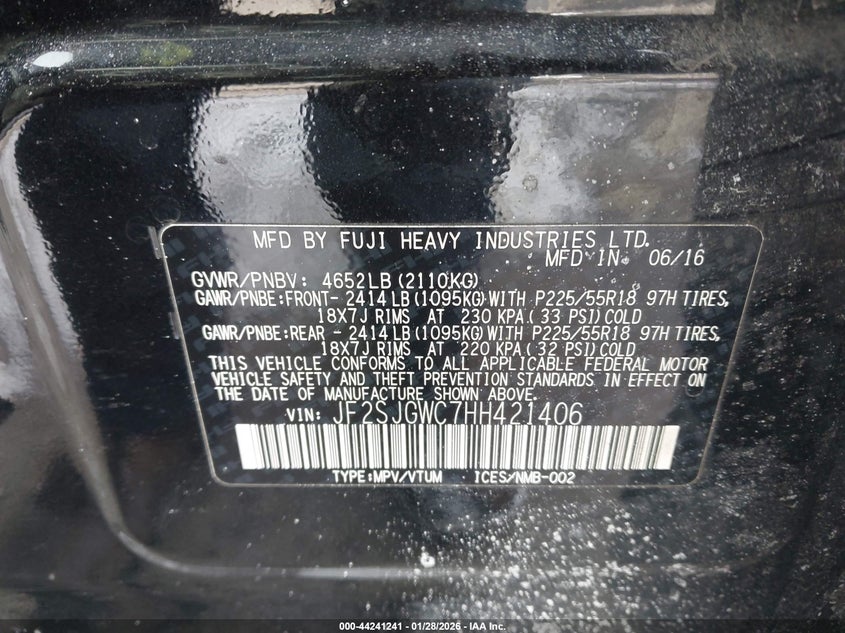 MFD BY FUJI HEAVY INDUSTRIES LTD.
MFD IN 06/16
GVWR/PNBV: 4652LB (2110KG)
GAWR/PNBE:FRONT- 2414 LB (1095KG) WITH P225/55R18 97H TIRES,
18X7J RIMS AT 230 KPA ( 33 PSI) COLD
GAWR/PNBE:REAR - 2414 LB (1095KG) WITH P225/55R18 97H TIRES,
18X7J RIMS AT 220 KPA ( 32 PSI) COLD
THIS VEHICLE CONFORMS TO ALL APPLICABLE FEDERAL MOTOR
VEHICLE SAFETY AND THEFT PREVENTION STANDARDS IN EFFECT ON
THE DATE OF MANUFACTURE SHOWN ABOVE.
VIN: JF2SJGWC7HH421406
TYPE:MPV/VTUM ICES/NMB-002
000-44241241 - 01/28/2026 - IAA Inc.